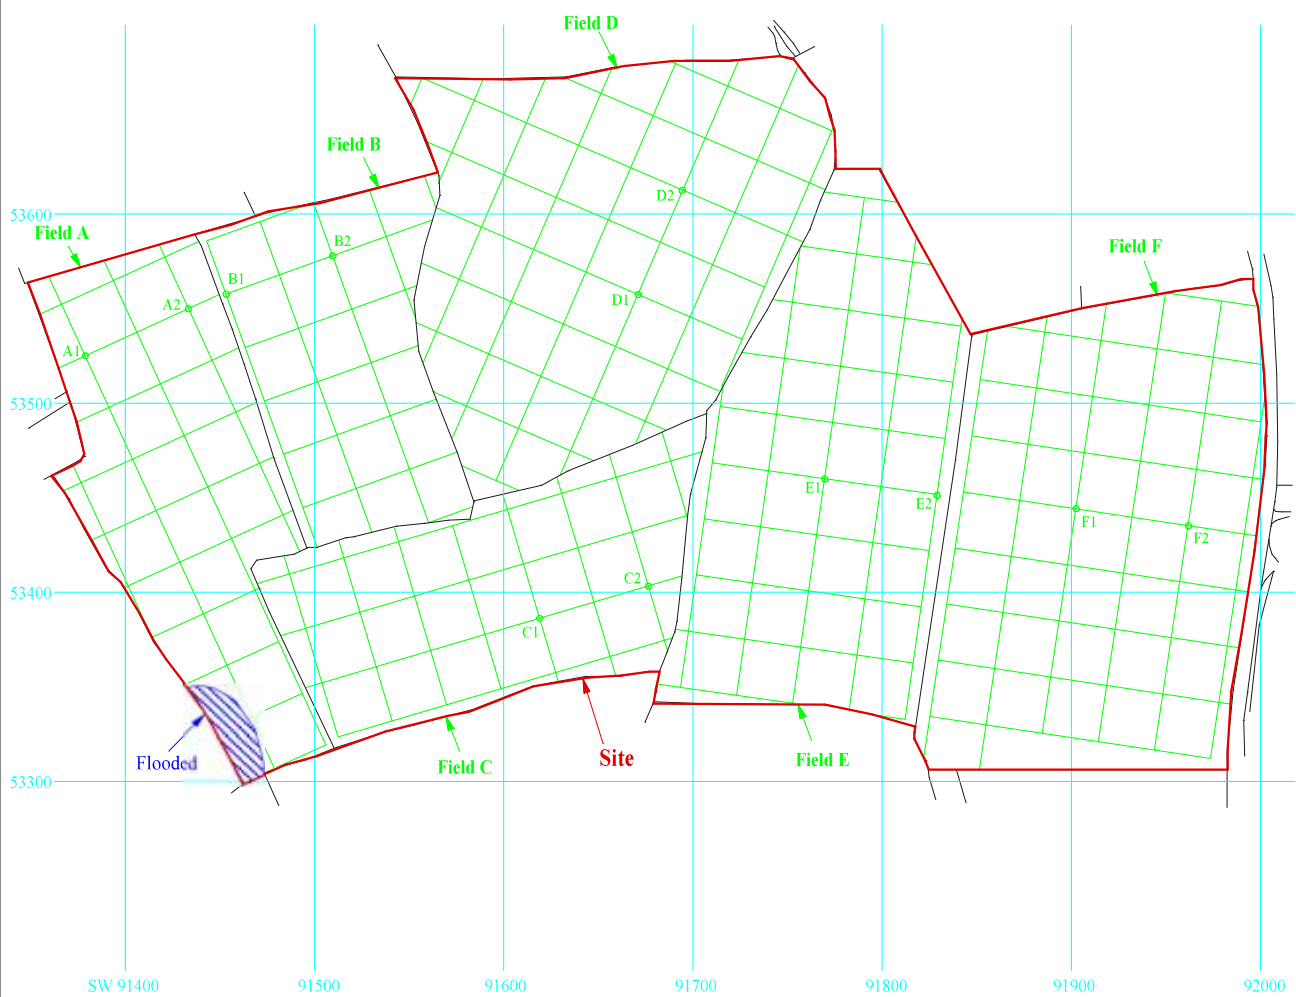 Field D
Field B
D2
53600
Field A
Field F
B2
B1
D1
A2
A1
53500
E1
E2
F1
F2
C2
53400
C1
Flooded
Site
Field E
Field C
53300
SW 91400
91500
91600
91700
91800
91900
92000